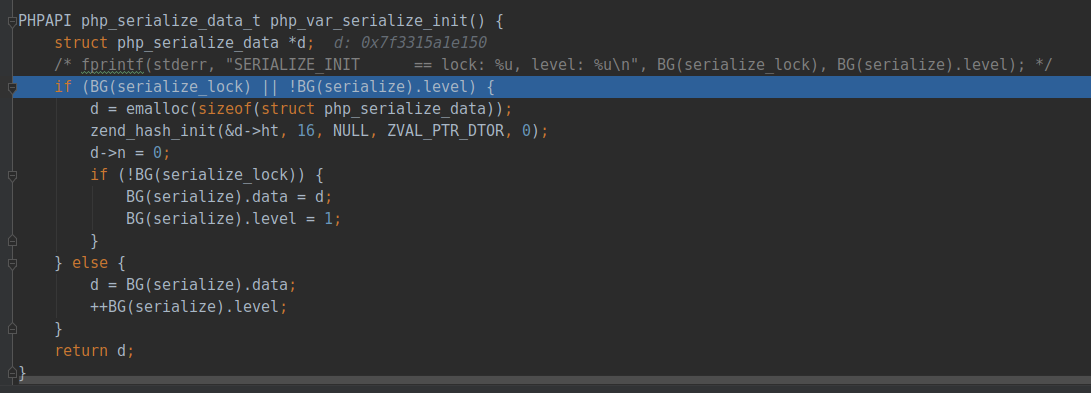 PHPAPI php_serialize_data_t php_var_serialize_init() {
    struct php_serialize_data *d;  d: 0x7f3315a1e150
    /* fprintf(stderr, "SERIALIZE_INIT      == lock: %u, level: %u\n", BG(serialize_lock), BG(serialize).level); */
    if (BG(serialize_lock) || !BG(serialize).level) {
        d = emalloc(sizeof(struct php_serialize_data));
        zend_hash_init(&d->ht, 16, NULL, ZVAL_PTR_DTOR, 0);
        d->n = 0;
        if (!BG(serialize_lock)) {
            BG(serialize).data = d;
            BG(serialize).level = 1;
        }
    } else {
        d = BG(serialize).data;
        ++BG(serialize).level;
    }
    return d;
}